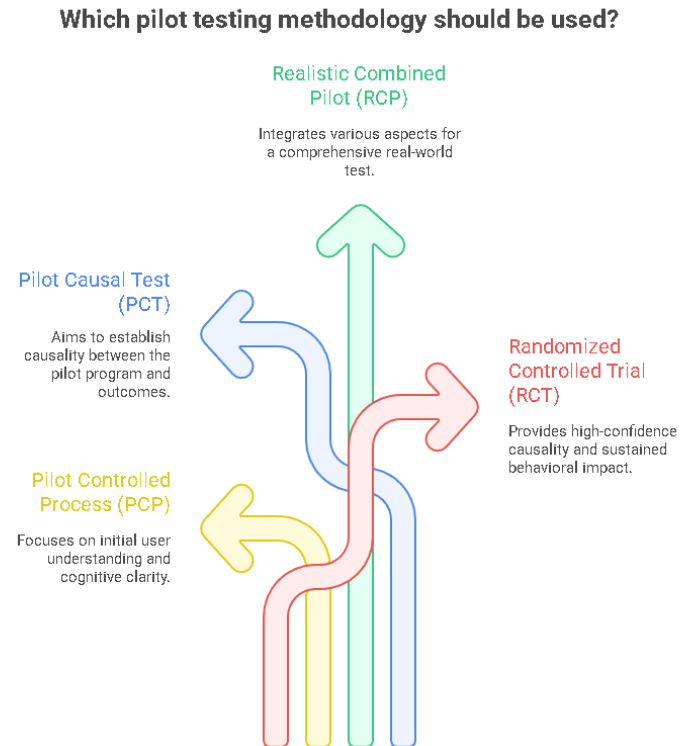 Which pilot testing methodology should be used?
Realistic Combined
Pilot (RCP)
Integrates various aspects for
a comprehensive real-world
test.
Pilot Causal Test
(PCT)
Aims to establish
causality between the
pilot program and
outcomes.
Randomized
Controlled Trial
(RCT)
Provides high-confidence
causality and sustained
behavioral impact.
Pilot Controlled
Process (PCP)
Focuses on initial user
understanding and
cognitive clarity.